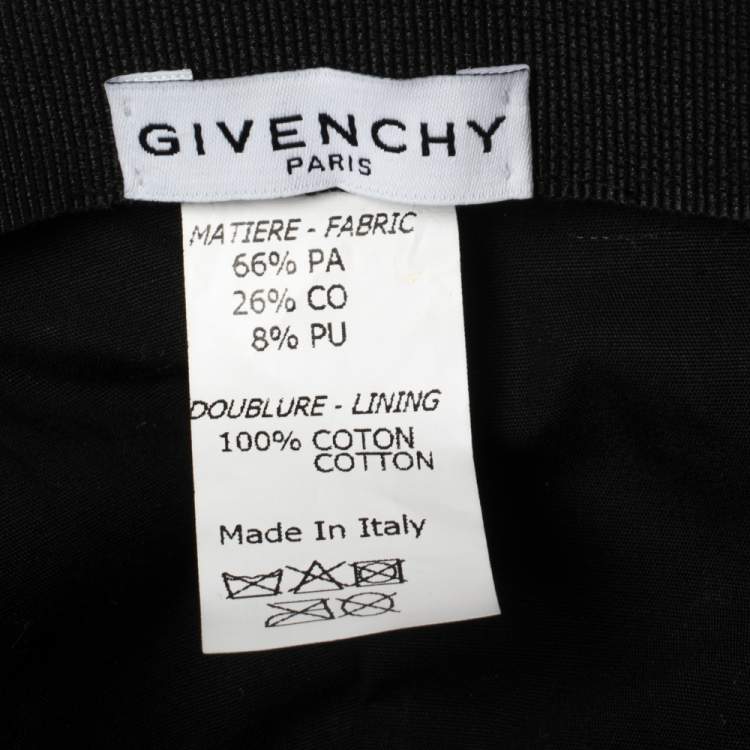 GIVENCHY
PARIS
MATIERE - FABRIC
66% PA
26% CO
8% PU
DOUBLURE - LINING
100% COTON
COTTON
Made In Italy